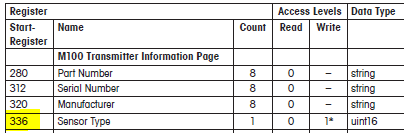 Register Access Levels Data Type
Start-Register Name Count Read Write
M100 Transmitter Information Page
280 Part Number 8 0 – string
312 Serial Number 8 0 – string
320 Manufacturer 8 0 – string
336 Sensor Type 1 0 1* uint16